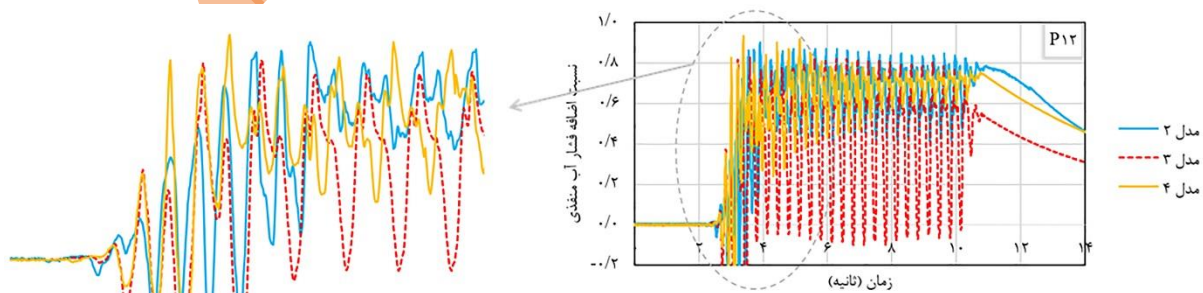 P۱۲
نسبت اضافه فشار آب منفذی
۱/۰
۰/۸
۰/۶
۰/۴
۰/۲
۰/۰
-۰/۲
۲
۴
۶
۸
۱۰
۱۲
۱۴
زمان (ثانیه)
مدل ۲
مدل ۳
مدل ۴